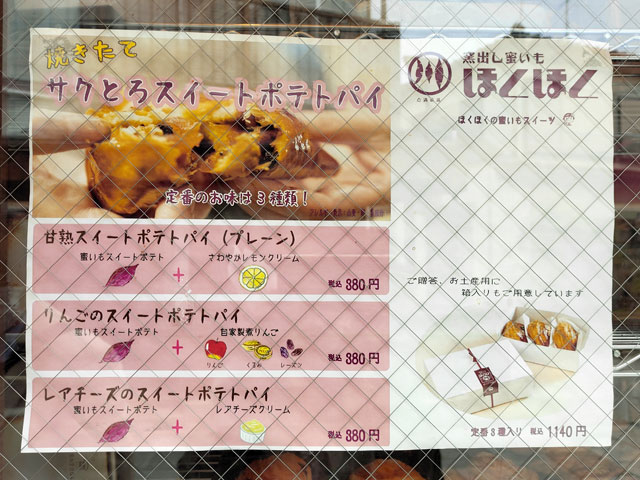 焼きたて
サクとろスイートポテトパイ
定番のお味は3種類!
甘熟スイートポテトパイ(プレーン)
蜜いもスイートポテト + さわやかレモンクリーム
税込 380円
りんごのスイートポテトパイ
蜜いもスイートポテト + 自家製煮りんご
りんご くるみ レーズン
税込 380円
レアチーズのスイートポテトパイ
蜜いもスイートポテト + レアチーズクリーム
税込 380円
蒸出し蜜いも
ほくほく
ほくほくの蜜いもスイーツ
ご贈答、お土産用に
箱入りもご用意しています
定番3種入り 税込 1140円